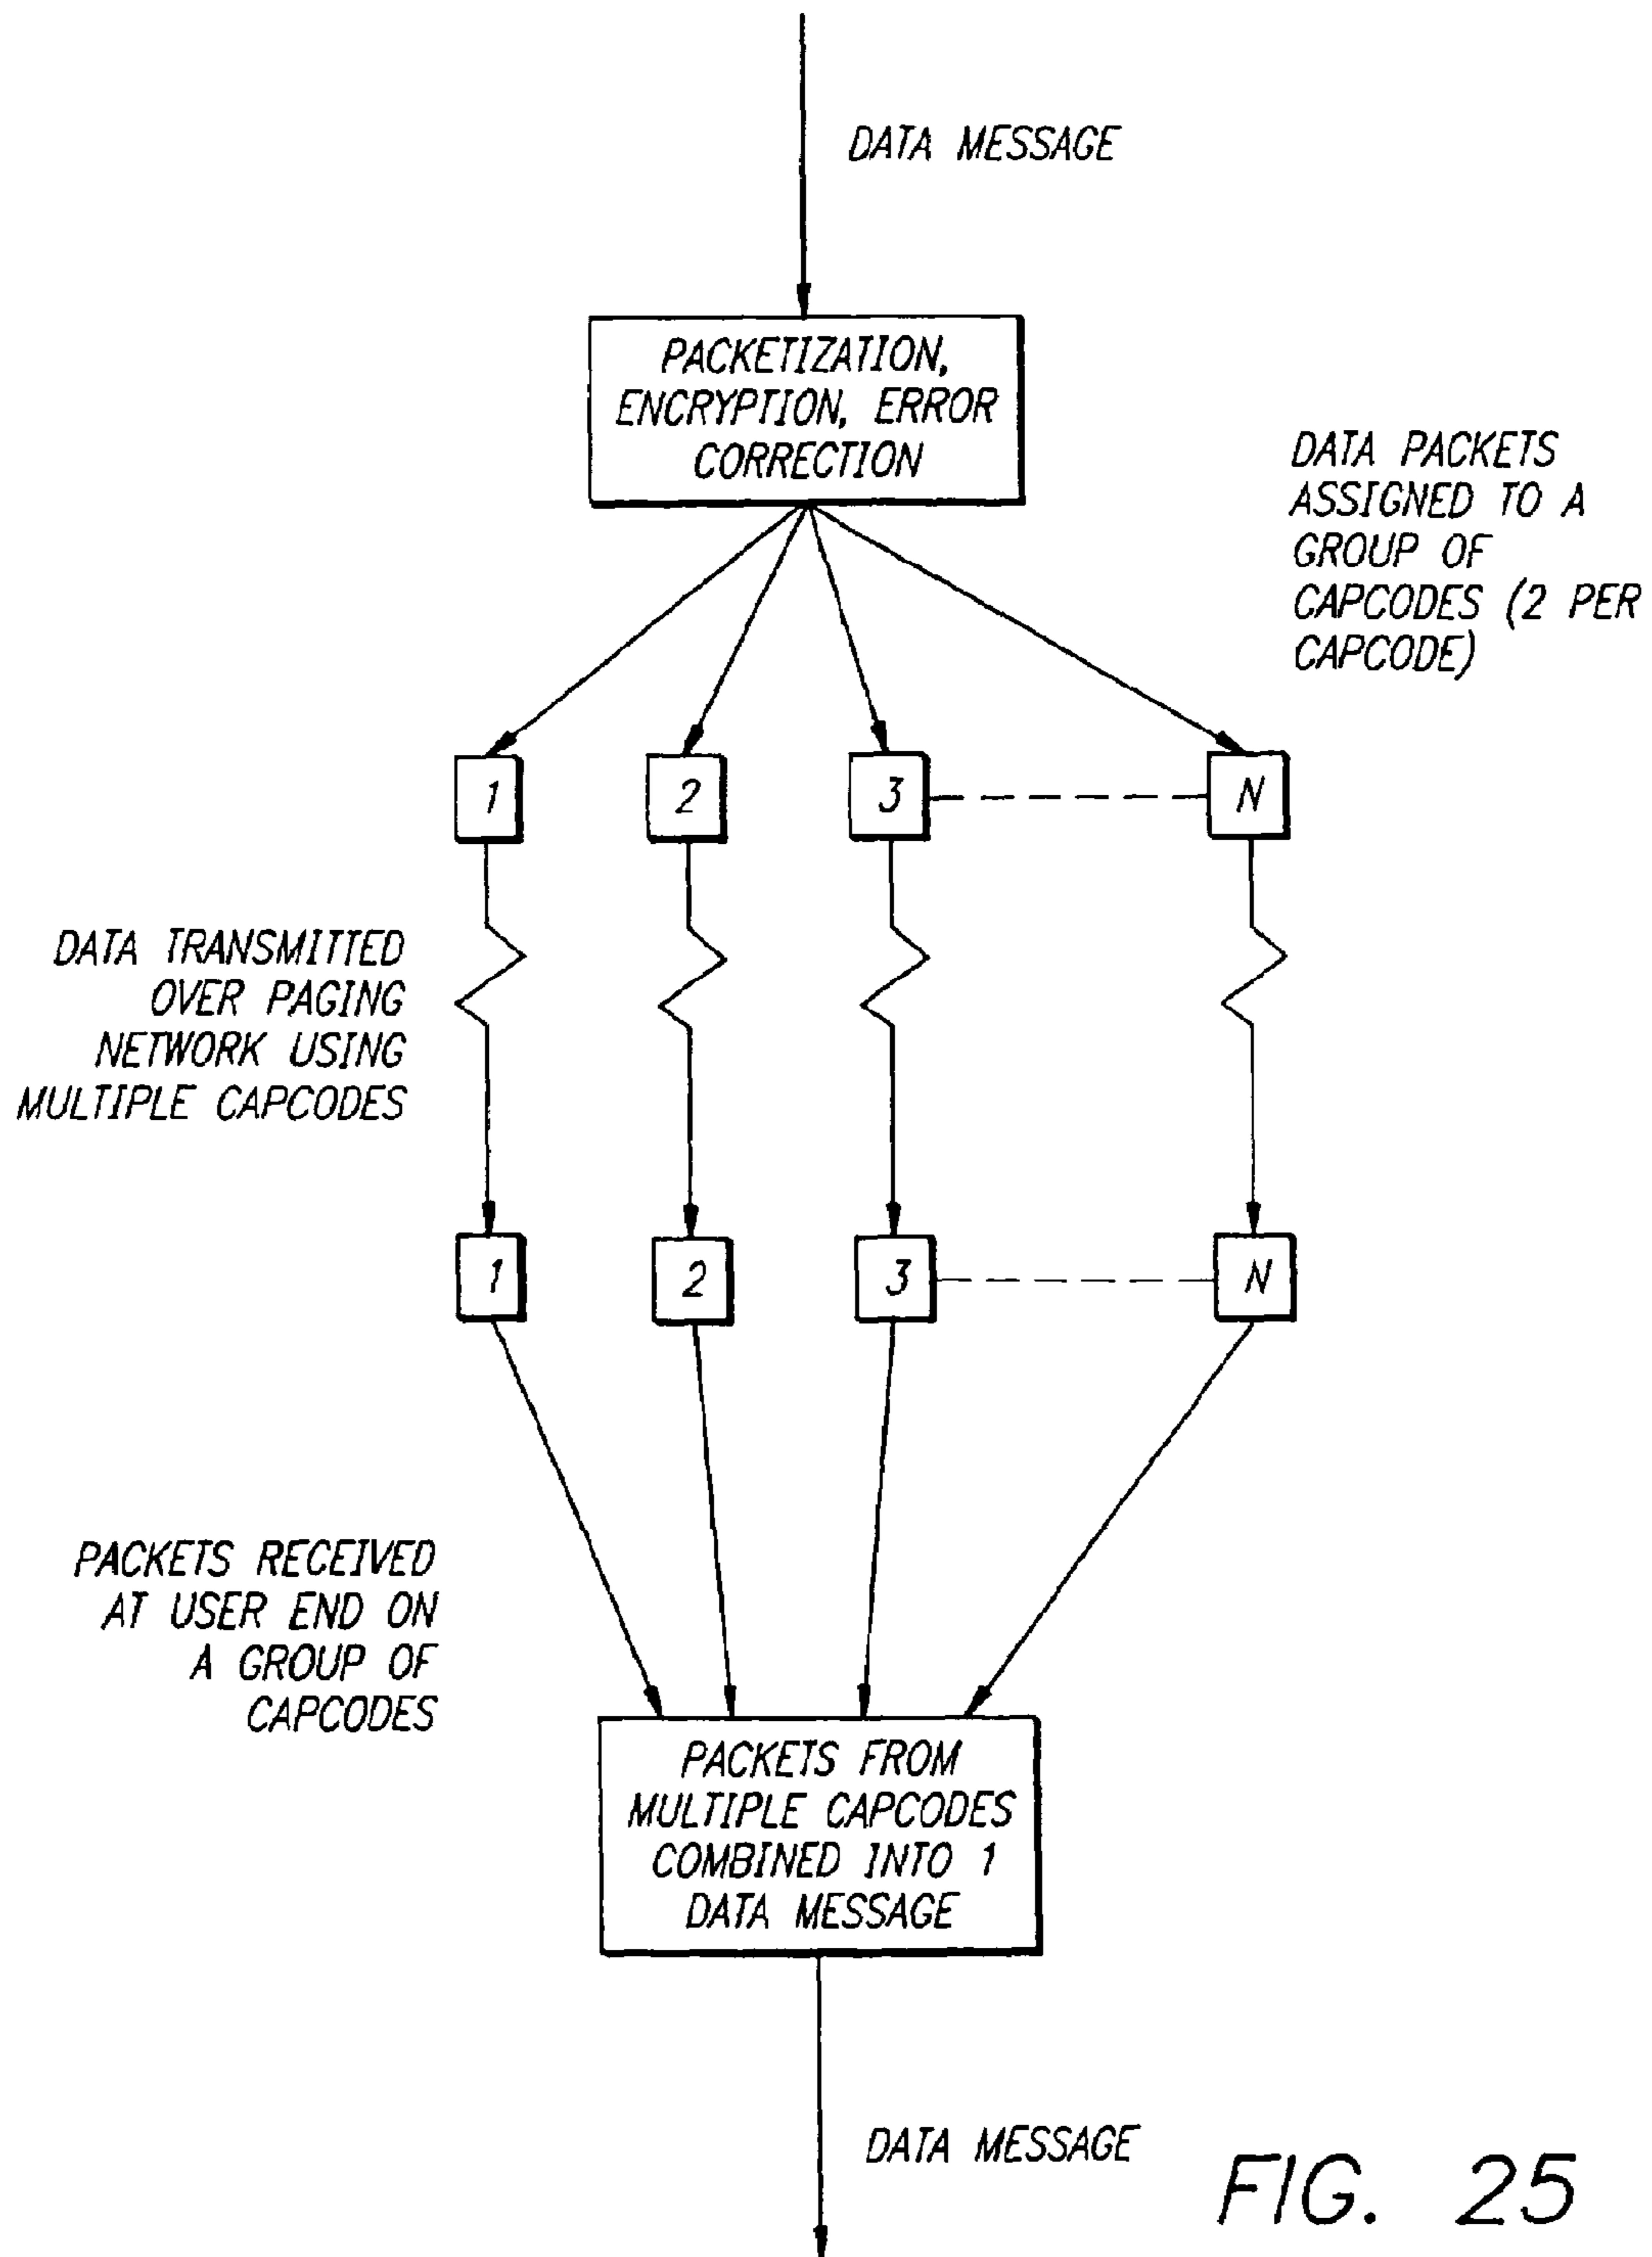 DATA MESSAGE
PACKETIZATION,
ENCRYPTION, ERROR
CORRECTION
DATA PACKETS
ASSIGNED TO A
GROUP OF
CAPCODES (2 PER
CAPCODE)
1
2
3
N
DATA TRANSMITTED
OVER PAGING
NETWORK USING
MULTIPLE CAPCODES
1
2
3
N
PACKETS RECEIVED
AT USER END ON
A GROUP OF
CAPCODES
PACKETS FROM
MULTIPLE CAPCODES
COMBINED INTO 1
DATA MESSAGE
DATA MESSAGE
FIG. 25